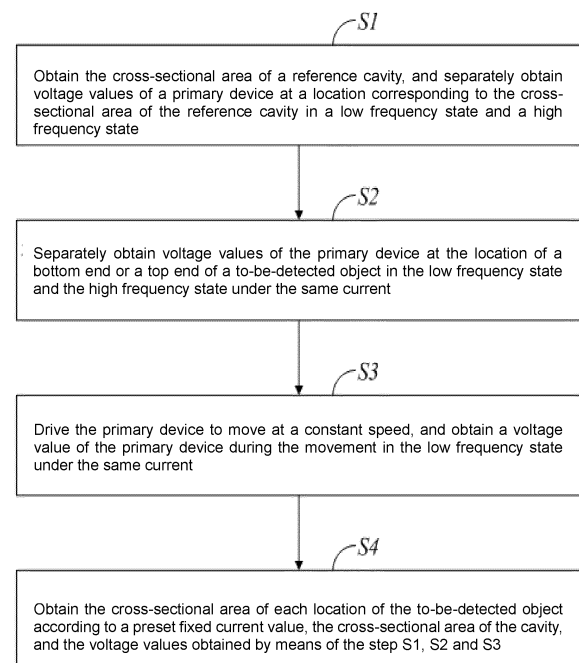 S1
Obtain the cross-sectional area of a reference cavity, and separately obtain
voltage values of a primary device at a location corresponding to the cross-
sectional area of the reference cavity in a low frequency state and a high
frequency state
S2
Separately obtain voltage values of the primary device at the location of a
bottom end or a top end of a to-be-detected object in the low frequency state
and the high frequency state under the same current
S3
Drive the primary device to move at a constant speed, and obtain a voltage
value of the primary device during the movement in the low frequency state
under the same current
S4
Obtain the cross-sectional area of each location of the to-be-detected object
according to a preset fixed current value, the cross-sectional area of the cavity,
and the voltage values obtained by means of the step S1, S2 and S3